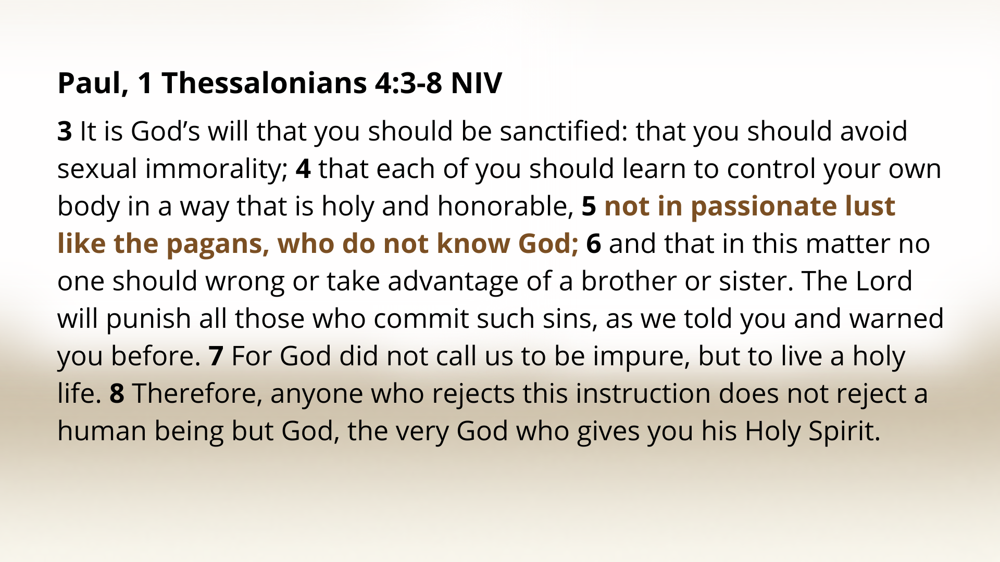 Paul, 1 Thessalonians 4:3-8 NIV
3 It is God’s will that you should be sanctified: that you should avoid
sexual immorality; 4 that each of you should learn to control your own
body in a way that is holy and honorable, 5 not in passionate lust
like the pagans, who do not know God; 6 and that in this matter no
one should wrong or take advantage of a brother or sister. The Lord
will punish all those who commit such sins, as we told you and warned
you before. 7 For God did not call us to be impure, but to live a holy
life. 8 Therefore, anyone who rejects this instruction does not reject a
human being but God, the very God who gives you his Holy Spirit.